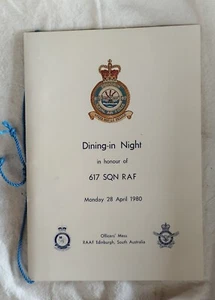 Dining-in Night
in honour of
617 SQN RAF
Monday 28 April 1980
Officers' Mess
RAAF Edinburgh, South Australia